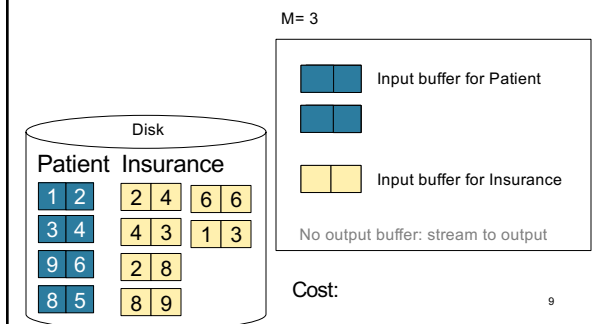 M= 3
Input buffer for Patient
Input buffer for Insurance
No output buffer: stream to output
Disk
Patient Insurance
1 2 2 4 6 6
3 4 4 3 1 3
9 6 2 8
8 5 8 9
Cost:
9